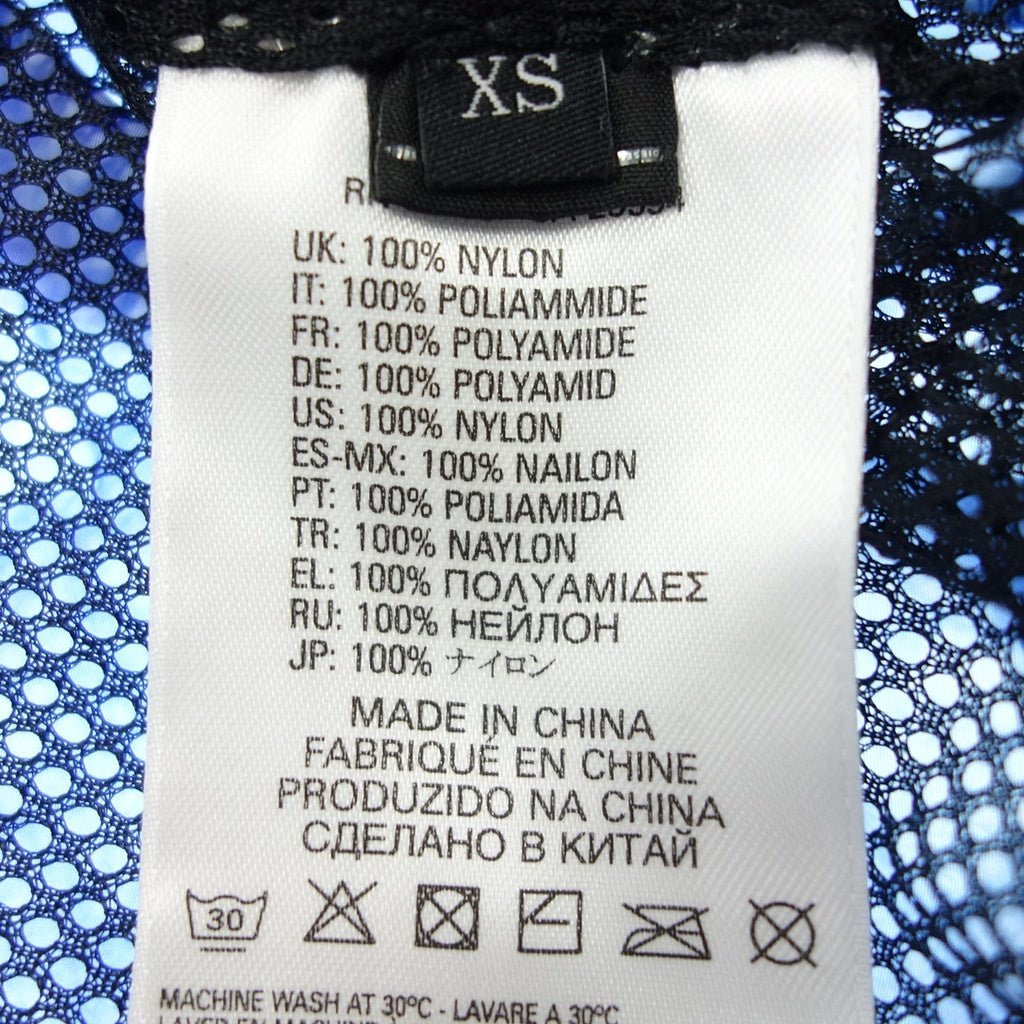 XS
UK: 100% NYLON
IT: 100% POLIAMMIDE
FR: 100% POLYAMIDE
DE: 100% POLYAMID
US: 100% NYLON
ES-MX: 100% NAILON
PT: 100% POLIAMIDA
TR: 100% NAYLON
EL: 100% ΠΟΛΥΑΜΙΔΕΣ
RU: 100% НЕЙЛОН
JP: 100% ナイロン
MADE IN CHINA
FABRIQUÉ EN CHINE
PRODUZIDO NA CHINA
СДЕЛАНО В КИТАЙ
30
MACHINE WASH AT 30ºC - LAVARE A 30ºC